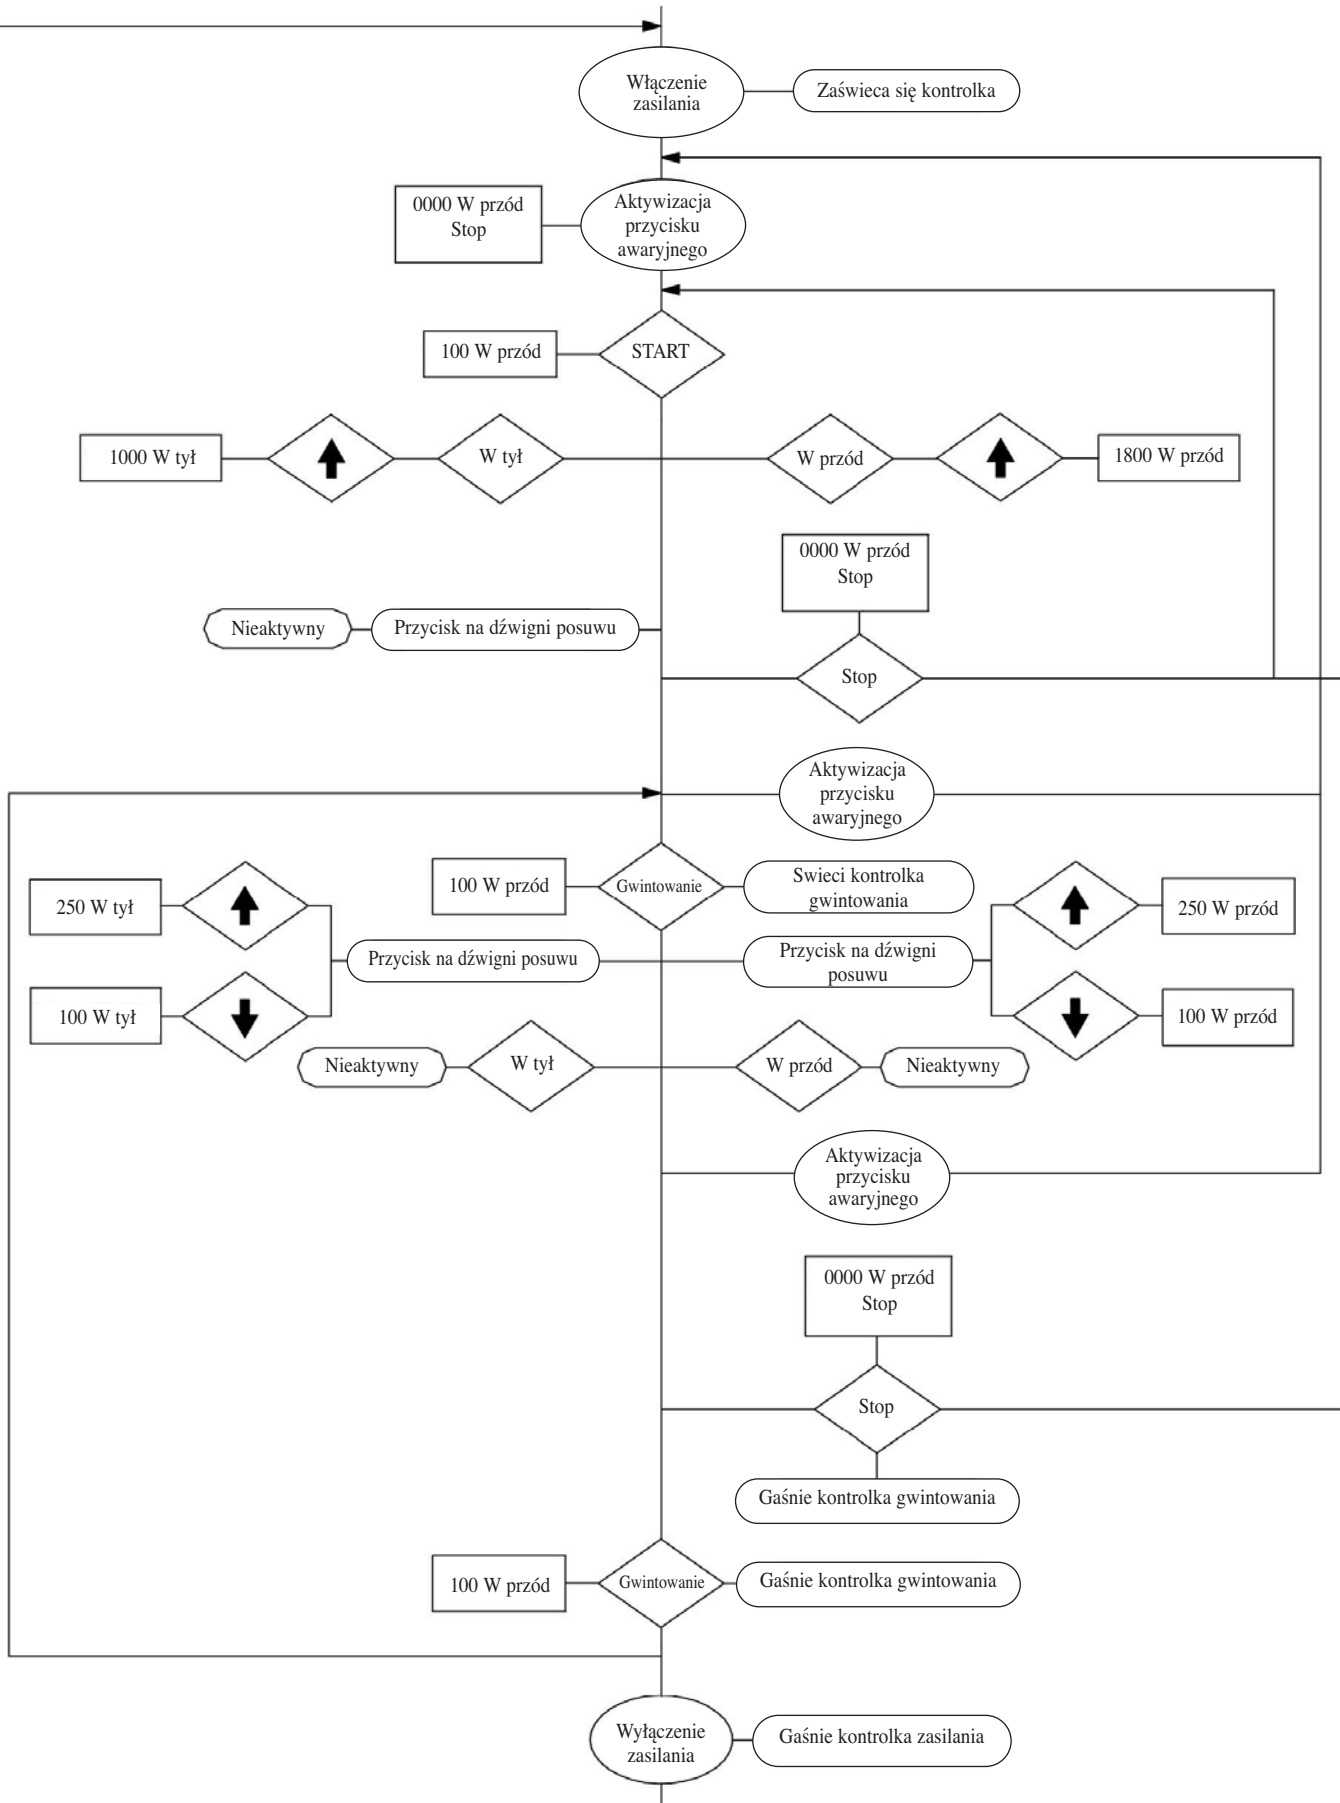 Włączenie
zasilania
Zaświeca się kontrolka
0000 W przód
Stop
Aktywizacja
przycisku
awaryjnego
100 W przód
START
1000 W tył
W tył
W przód
1800 W przód
0000 W przód
Stop
Nieaktywny
Przycisk na dźwigni posuwu
Stop
Aktywizacja
przycisku
awaryjnego
100 W przód
Gwintowanie
Swieci kontrolka
gwintowania
250 W tył
250 W przód
Przycisk na dźwigni posuwu
Przycisk na dźwigni
posuwu
100 W tył
100 W przód
Nieaktywny
W tył
W przód
Nieaktywny
Aktywizacja
przycisku
awaryjnego
0000 W przód
Stop
Stop
Gaśnie kontrolka gwintowania
100 W przód
Gwintowanie
Gaśnie kontrolka gwintowania
Wyłączenie
zasilania
Gaśnie kontrolka zasilania